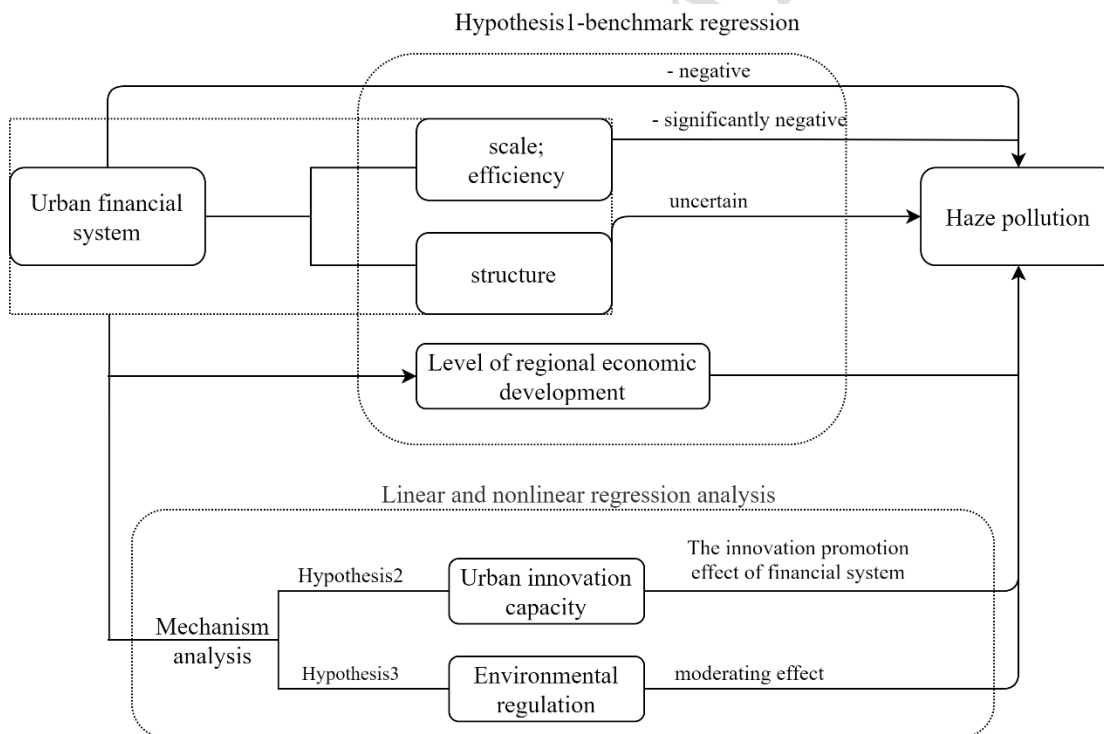 Hypothesis1-benchmark regression
- negative
- significantly negative
scale;
efficiency
Urban financial
system
uncertain
Haze pollution
structure
Level of regional economic
development
Linear and nonlinear regression analysis
The innovation promotion
effect of financial system
Hypothesis2
Urban innovation
capacity
Mechanism
analysis
Hypothesis3
Environmental
regulation
moderating effect